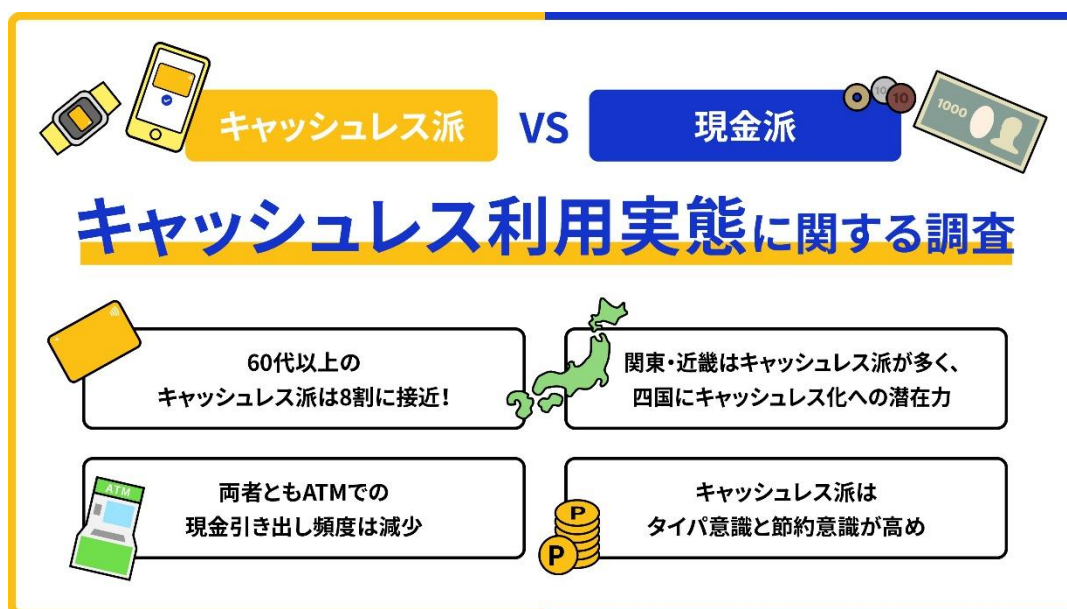 キャッシュレス派 VS 現金派
10
10
1000
キャッシュレス利用実態に関する調査
60代以上の
キャッシュレス派は8割に接近！
関東・近畿はキャッシュレス派が多く、
四国にキャッシュレス化への潜在力
ATM
両者ともATMでの
現金引き出し頻度は減少
P
P
キャッシュレス派は
タイパ意識と節約意識が高め